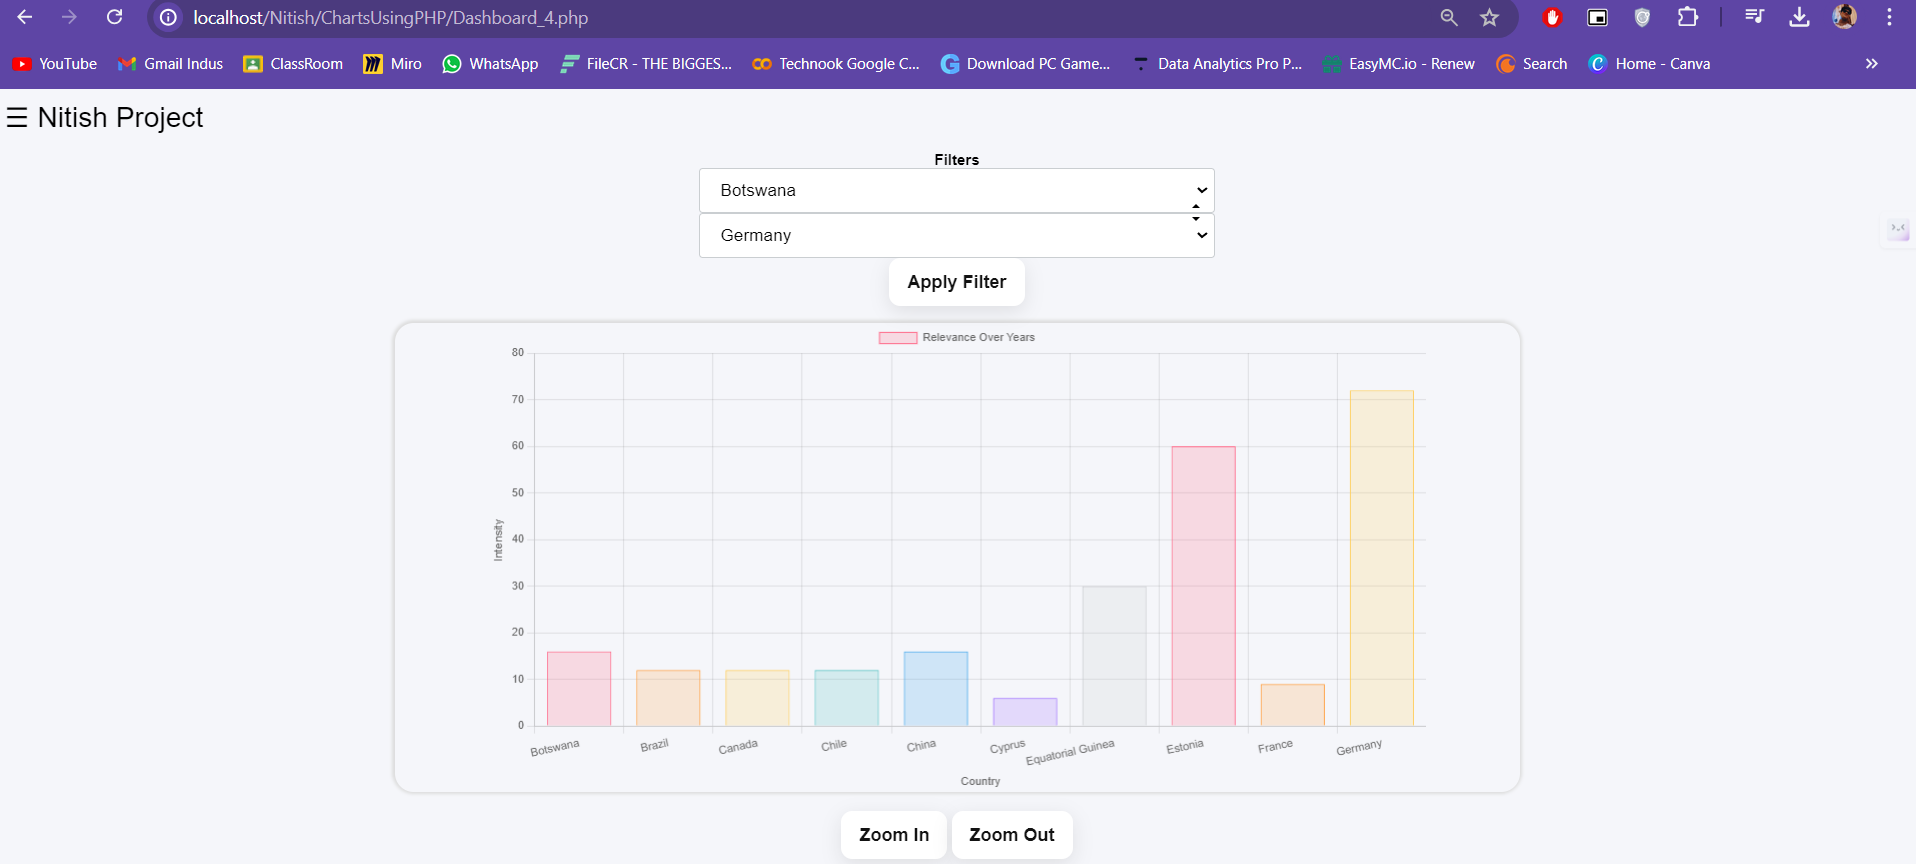 localhost/Nitish/ChartsUsingPHP/Dashboard_4.php
YouTube Gmail Indus ClassRoom Miro WhatsApp FileCR - THE BIGGES... Technook Google C... Download PC Game... Data Analytics Pro P... EasyMC.io - Renew Search Home - Canva »
☰ Nitish Project
Filters
Botswana
Germany
Apply Filter
Relevance Over Years
80
70
60
50
40
30
20
10
0
Intensity
Botswana Brazil Canada Chile China Cyprus Equatorial Guinea Estonia France Germany
Country
Zoom In Zoom Out